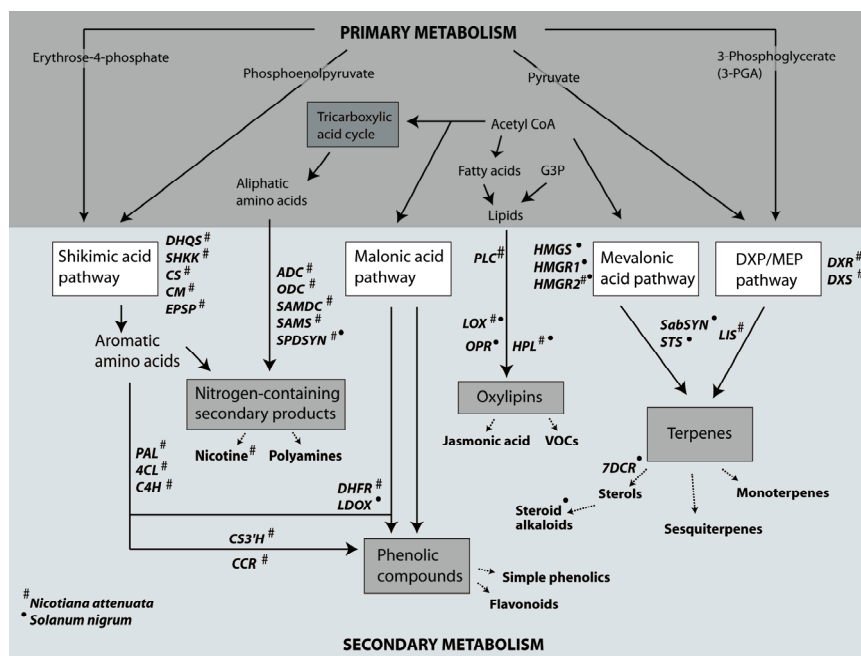 PRIMARY METABOLISM
Erythrose-4-phosphate
Phosphoenolpyruvate
Pyruvate
3-Phosphoglycerate
(3-PGA)
Tricarboxylic
acid cycle
Acetyl CoA
Fatty acids
G3P
Aliphatic
amino acids
Lipids
Shikimic acid
pathway
DHQS #
SHKK #
CS #
CM #
EPSP #
ADC #
ODC #
SAMDC #
SAMS #
SPDSYN #•
Malonic acid
pathway
PLC #
HMGS •
HMGR1 •
HMGR2 #•
Mevalonic
acid pathway
DXP/MEP
pathway
DXR #
DXS #
LOX #•
OPR •
HPL #•
SabSYN •
STS •
LIS #
Aromatic
amino acids
Nitrogen-containing
secondary products
Oxylipins
Terpenes
Nicotine #
Polyamines
Jasmonic acid
VOCs
PAL #
4CL #
C4H #
DHFR #
LDOX •
7DCR •
Sterols
Monoterpenes
Steroid •
alkaloids
Sesquiterpenes
CS3'H #
CCR #
Phenolic
compounds
Simple phenolics
Flavonoids
# Nicotiana attenuata
• Solanum nigrum
SECONDARY METABOLISM